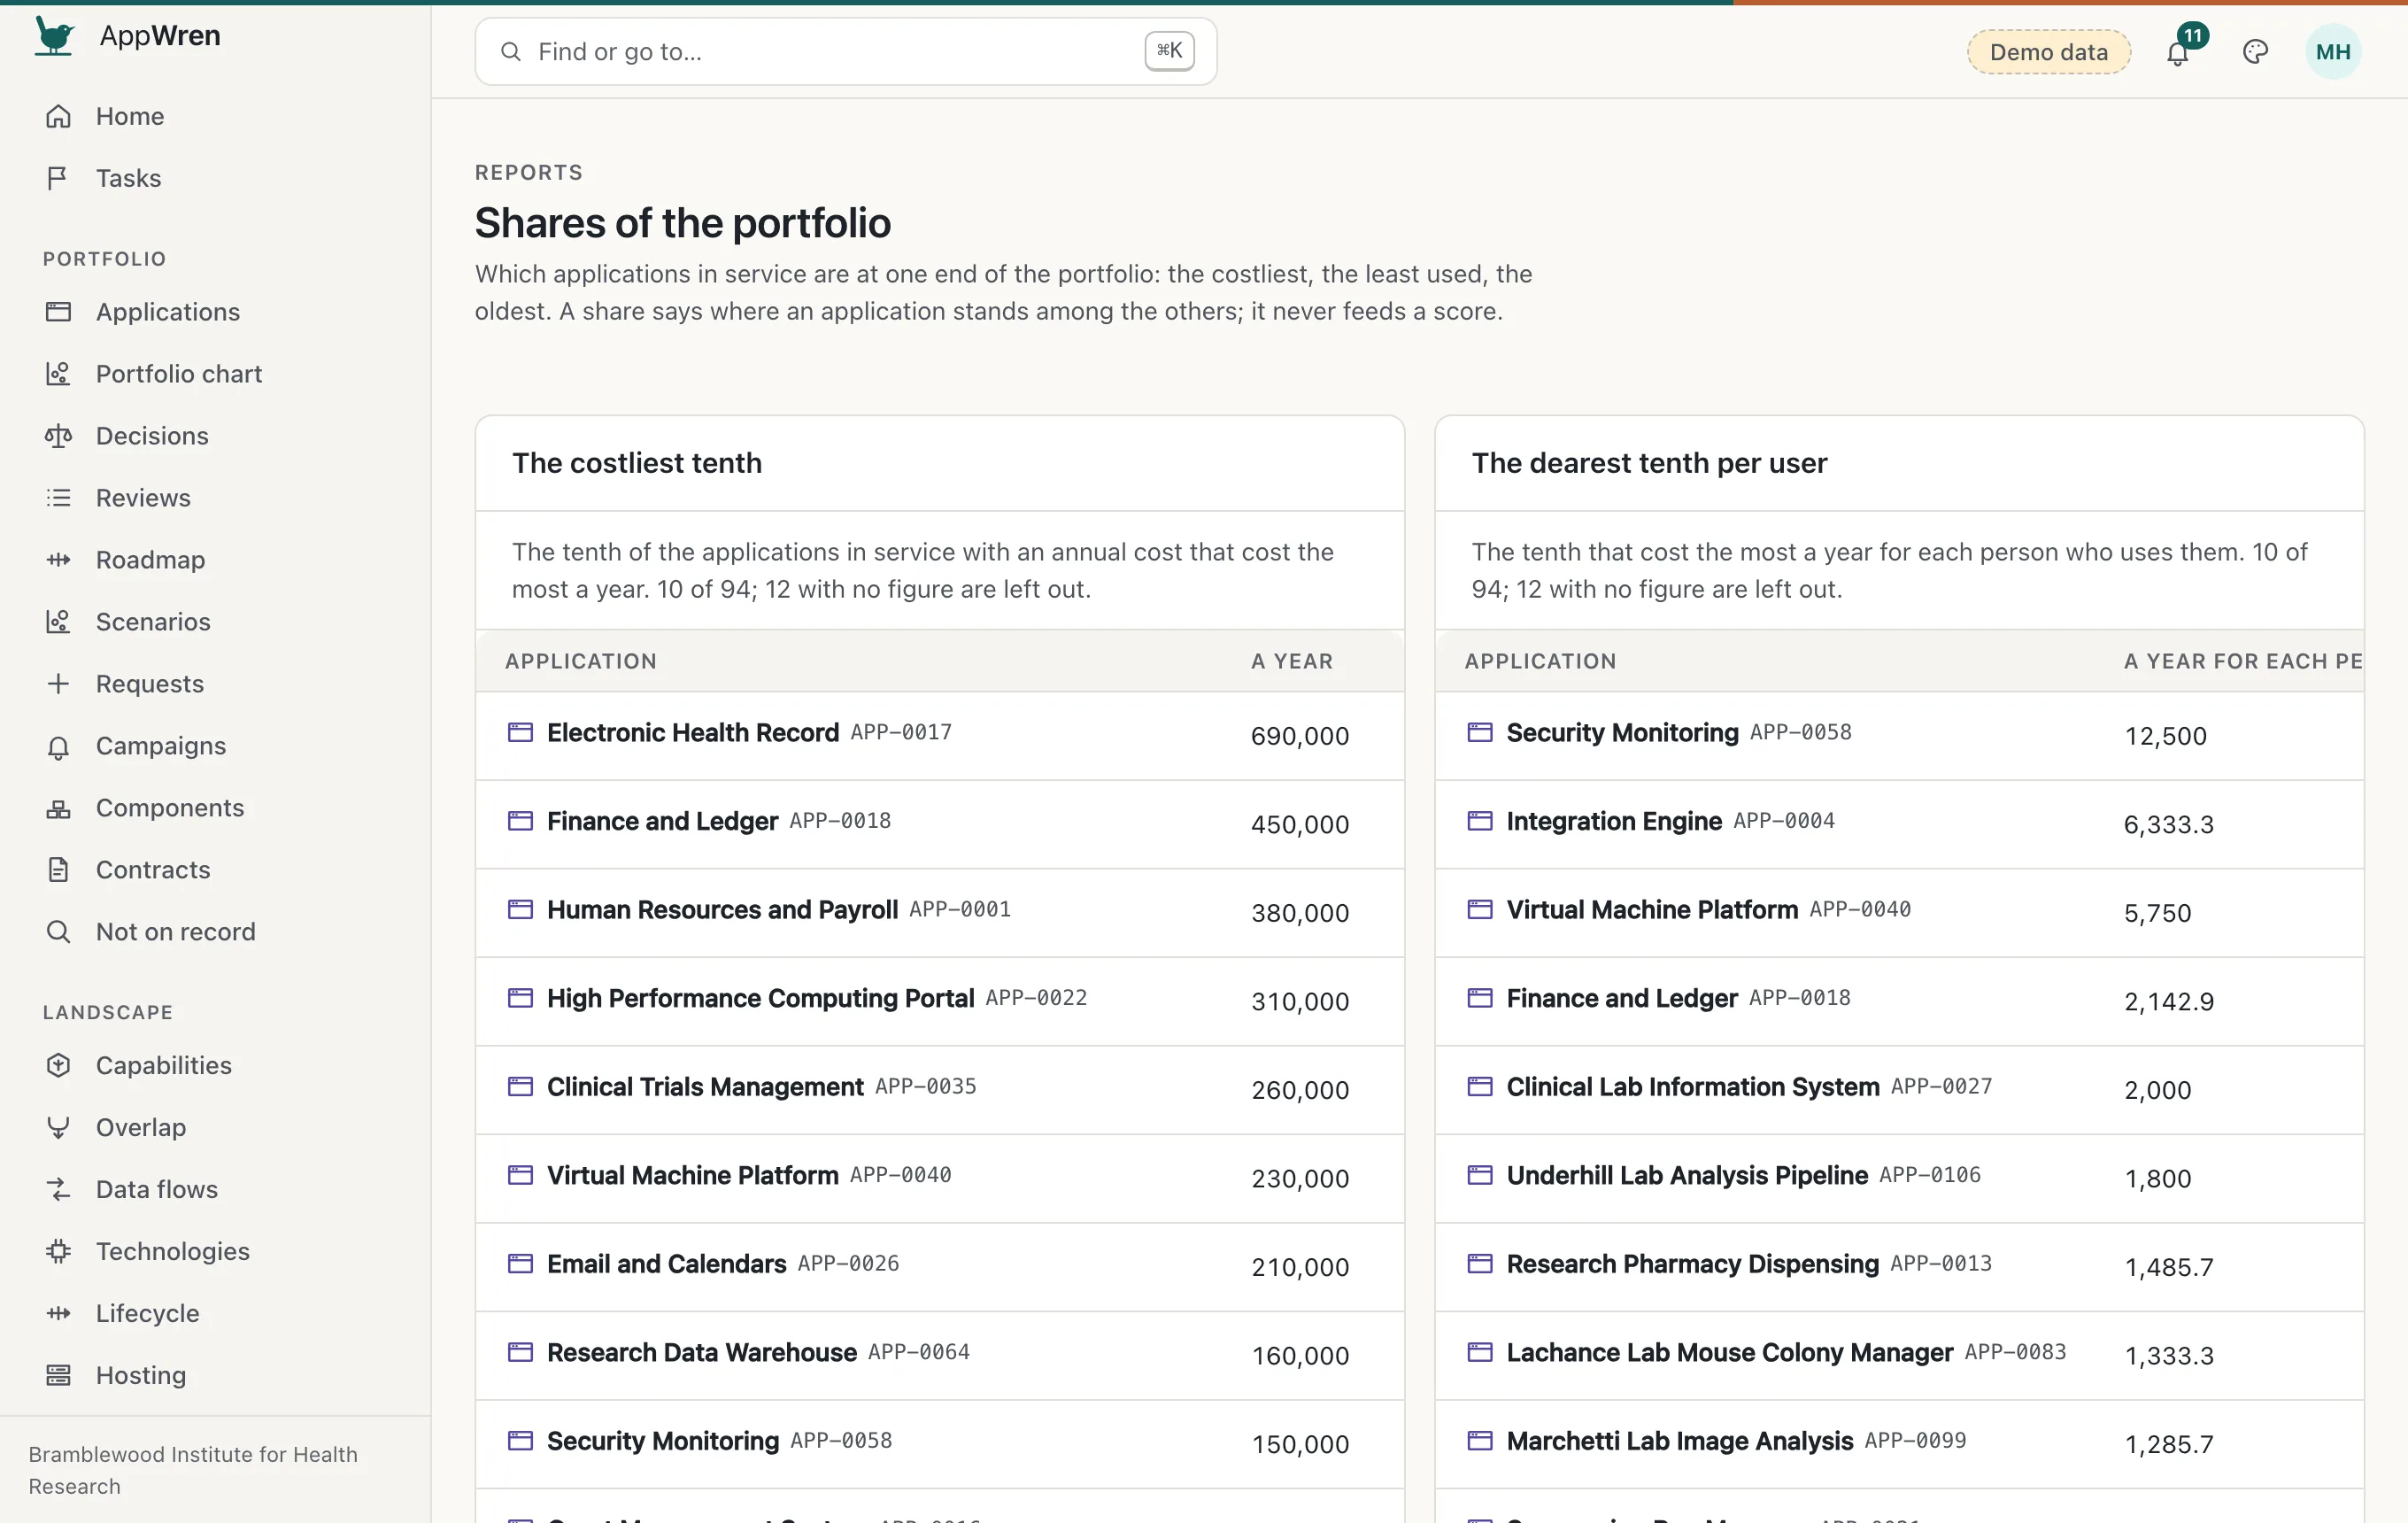 AppWren
Find or go to...
⌘K
Demo data
11
MH
Home
Tasks
PORTFOLIO
Applications
Portfolio chart
Decisions
Reviews
Roadmap
Scenarios
Requests
Campaigns
Components
Contracts
Not on record
LANDSCAPE
Capabilities
Overlap
Data flows
Technologies
Lifecycle
Hosting
Bramblewood Institute for Health
Research
REPORTS
Shares of the portfolio
Which applications in service are at one end of the portfolio: the costliest, the least used, the
oldest. A share says where an application stands among the others; it never feeds a score.
The costliest tenth
The tenth of the applications in service with an annual cost that cost the
most a year. 10 of 94; 12 with no figure are left out.
APPLICATION A YEAR
Electronic Health Record APP-0017 690,000
Finance and Ledger APP-0018 450,000
Human Resources and Payroll APP-0001 380,000
High Performance Computing Portal APP-0022 310,000
Clinical Trials Management APP-0035 260,000
Virtual Machine Platform APP-0040 230,000
Email and Calendars APP-0026 210,000
Research Data Warehouse APP-0064 160,000
Security Monitoring APP-0058 150,000
The dearest tenth per user
The tenth that cost the most a year for each person who uses them. 10 of
94; 12 with no figure are left out.
APPLICATION A YEAR FOR EACH PE
Security Monitoring APP-0058 12,500
Integration Engine APP-0004 6,333.3
Virtual Machine Platform APP-0040 5,750
Finance and Ledger APP-0018 2,142.9
Clinical Lab Information System APP-0027 2,000
Underhill Lab Analysis Pipeline APP-0106 1,800
Research Pharmacy Dispensing APP-0013 1,485.7
Lachance Lab Mouse Colony Manager APP-0083 1,333.3
Marchetti Lab Image Analysis APP-0099 1,285.7